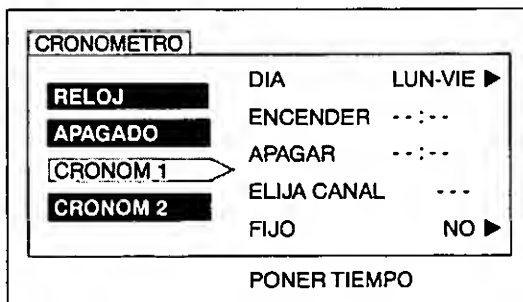 CRONOMETRO
RELOJ
APAGADO
CRONOM 1
CRONOM 2
DIA LUN-VIE ▶
ENCENDER --:--
APAGAR --:--
ELIJA CANAL ---
FIJO NO ▶
PONER TIEMPO